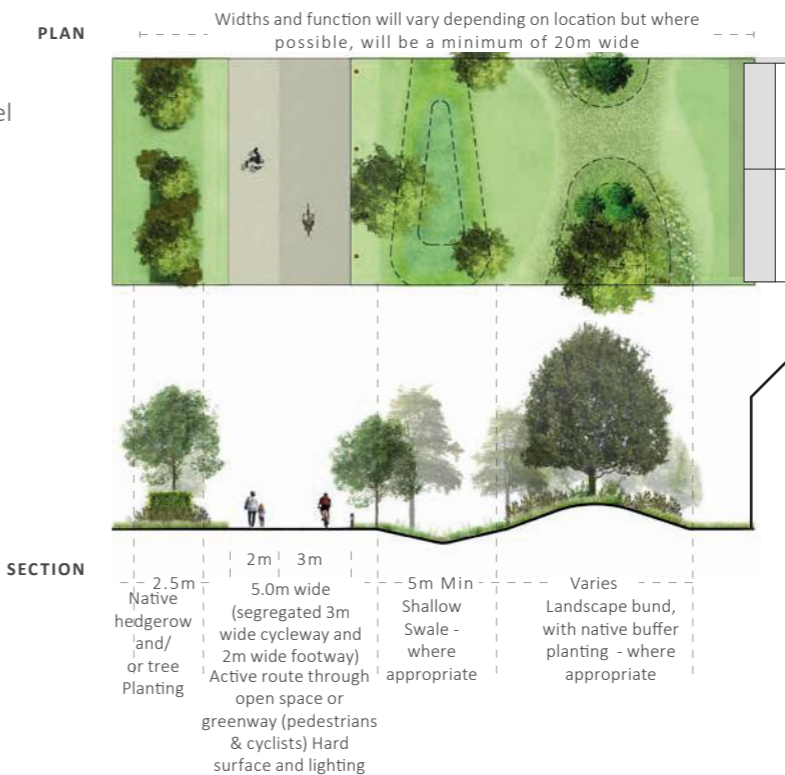 PLAN
Widths and function will vary depending on location but where
possible, will be a minimum of 20m wide
el
SECTION
2.5m
Native
hedgerow
and/
or tree
Planting
2m
3m
5.0m wide
(segregated 3m
wide cycleway and
2m wide footway)
Active route through
open space or
greenway (pedestrians
& cyclists) Hard
surface and lighting
5m Min
Shallow
Swale -
where
appropriate
Varies
Landscape bund,
with native buffer
planting - where
appropriate